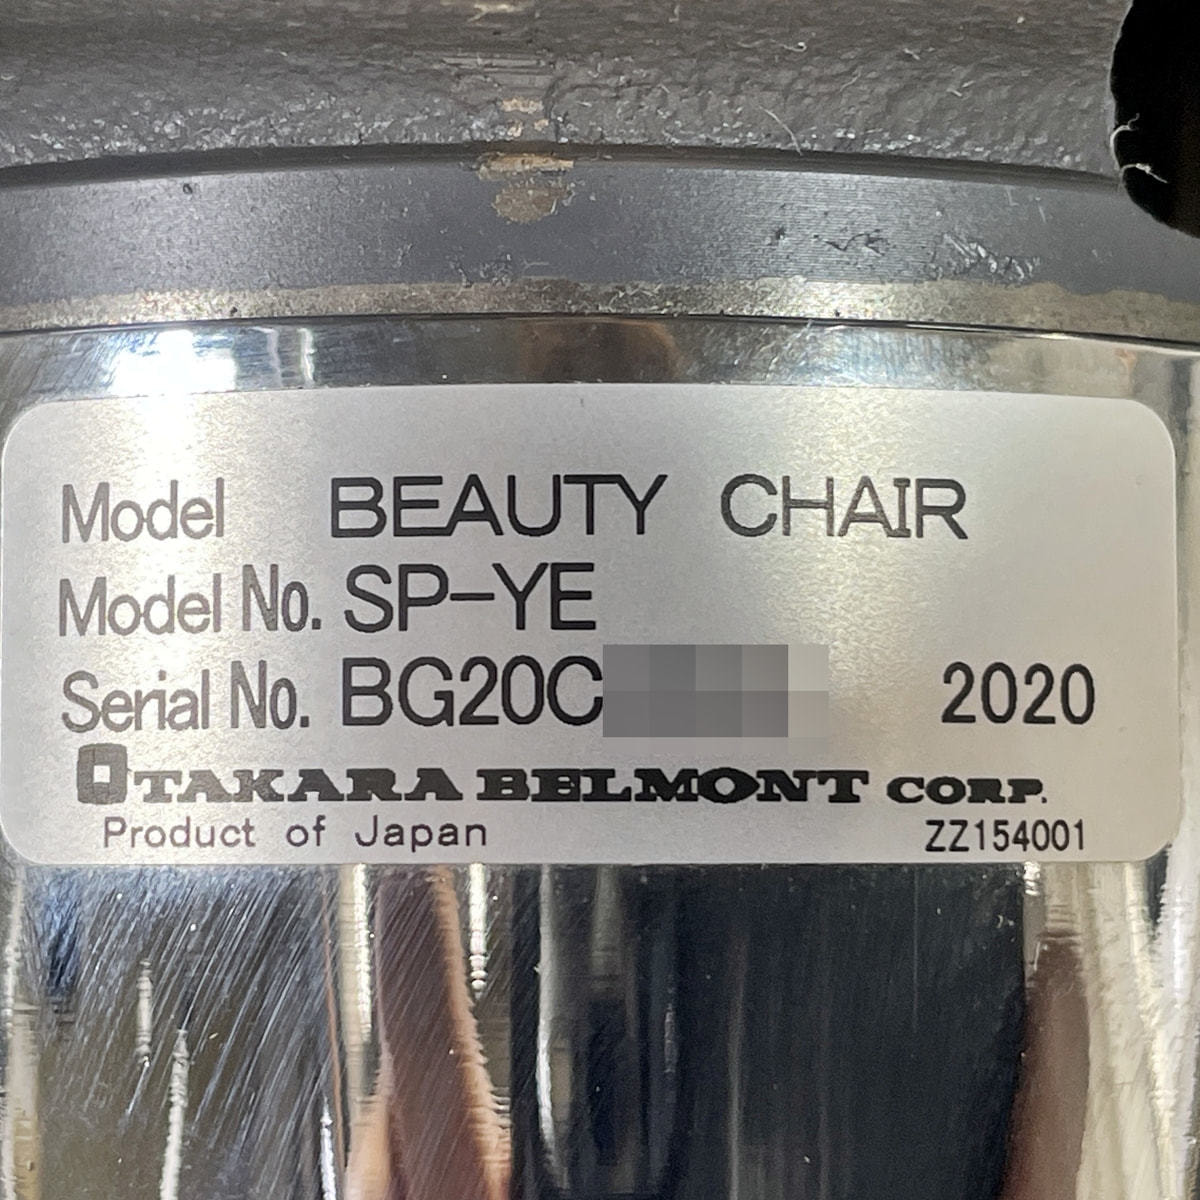 Model BEAUTY CHAIR
Model No. SP-YE
Serial No. BG20C 2020
TAKARA BELMONT CORP.
Product of Japan ZZ154001